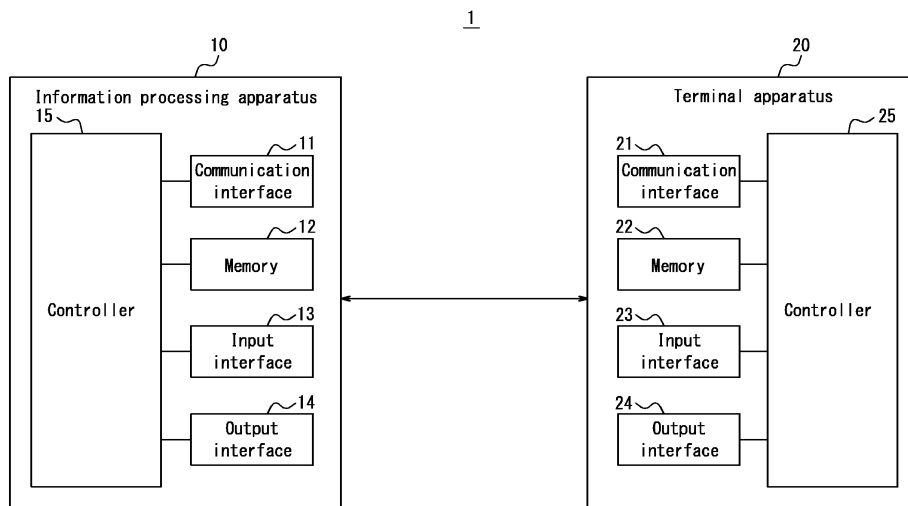 1
10
Information processing apparatus
15
Controller
11
Communication
interface
12
Memory
13
Input
interface
14
Output
interface
20
Terminal apparatus
21
Communication
interface
22
Memory
23
Input
interface
24
Output
interface
25
Controller